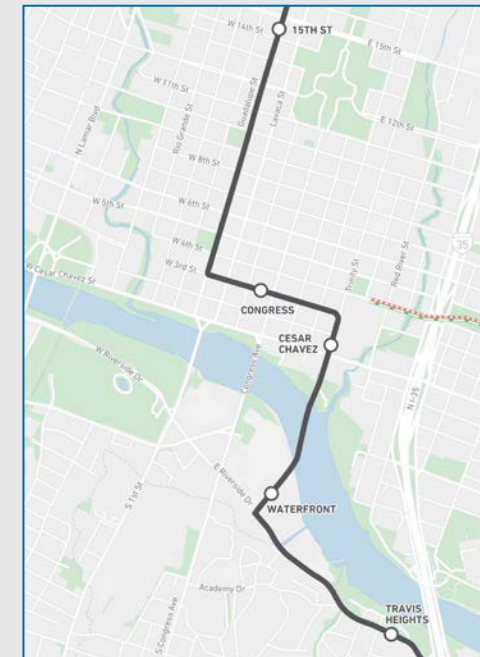 W 14th St
15TH ST
E 15th St
W 11th St
Guadalupe St
Lavaca St
N Lamar Blvd
Rio Grande St
E 12th St
W 8th St
W 5th St
W 6th St
W 4th St
W 3rd St
Trinity St
Red River St
35
W Cesar Chavez St
CONGRESS
CESAR
CHAVEZ
W Riverside Dr
Congress Ave
N I-35
E Riverside Dr
S 1st St
WATERFRONT
Academy Dr
S Congress Ave
TRAVIS
HEIGHTS